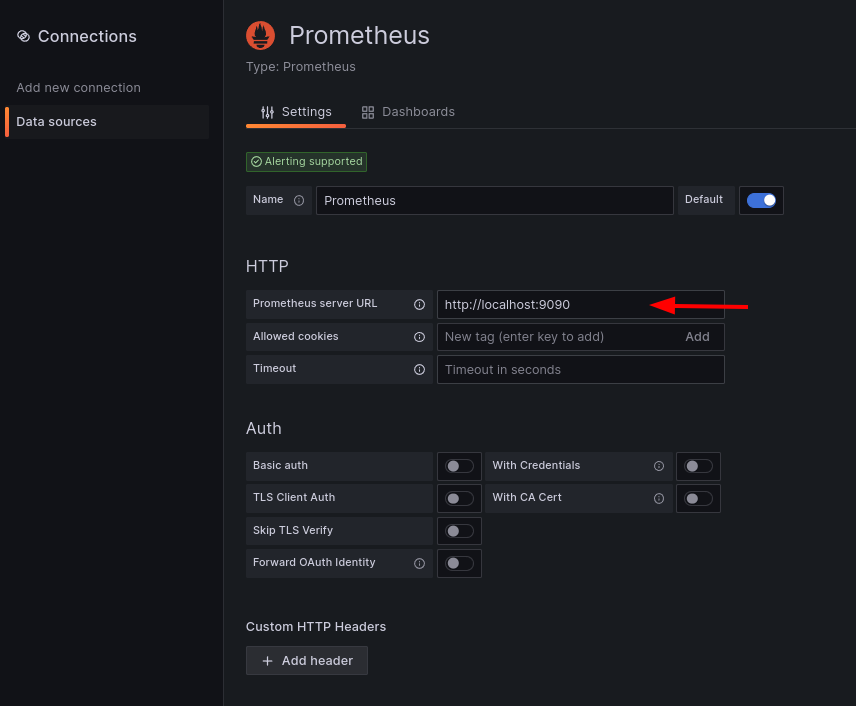 Connections
Add new connection
Data sources
Prometheus
Type: Prometheus
Settings
Dashboards
Alerting supported
Name
Prometheus
Default
HTTP
Prometheus server URL
http://localhost:9090
Allowed cookies
New tag (enter key to add)
Add
Timeout
Timeout in seconds
Auth
Basic auth
With Credentials
TLS Client Auth
With CA Cert
Skip TLS Verify
Forward OAuth Identity
Custom HTTP Headers
Add header